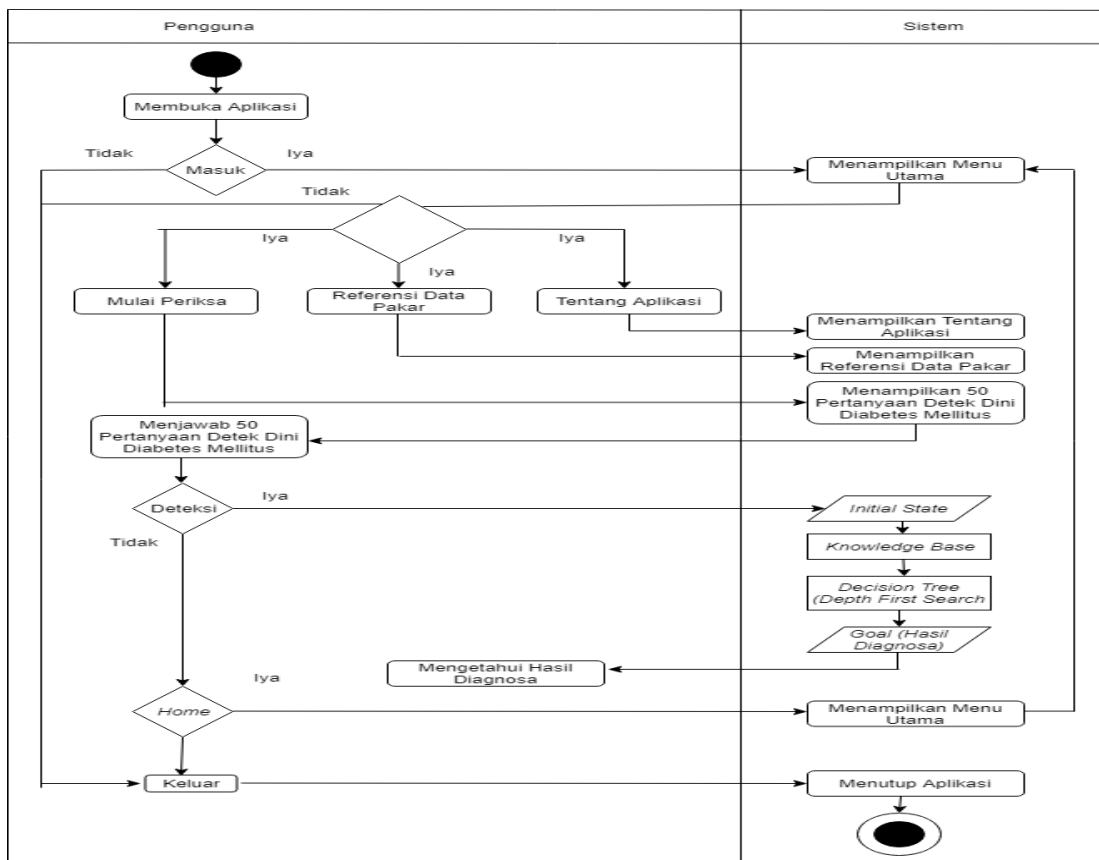 Pengguna
Sistem
Membuka Aplikasi
Tidak
Iya
Masuk
Menampilkan Menu
Utama
Tidak
Iya
Iya
Iya
Mulai Periksa
Referensi Data
Pakar
Tentang Aplikasi
Menampilkan Tentang
Aplikasi
Menampilkan
Referensi Data Pakar
Menampilkan 50
Pertanyaan Detek Dini
Diabetes Mellitus
Menjawab 50
Pertanyaan Detek Dini
Diabetes Mellitus
Iya
Deteksi
Initial State
Tidak
Knowledge Base
Decision Tree
(Depth First Search
Goal (Hasil
Diagnosa)
Mengetahui Hasil
Diagnosa
Iya
Home
Menampilkan Menu
Utama
Keluar
Menutup Aplikasi